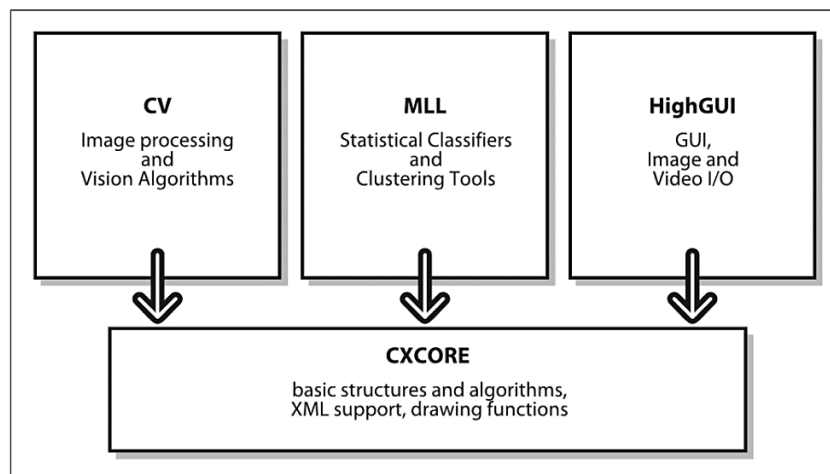 CV
Image processing
and
Vision Algorithms
MLL
Statistical Classifiers
and
Clustering Tools
HighGUI
GUI,
Image and
Video I/O
CXCORE
basic structures and algorithms,
XML support, drawing functions